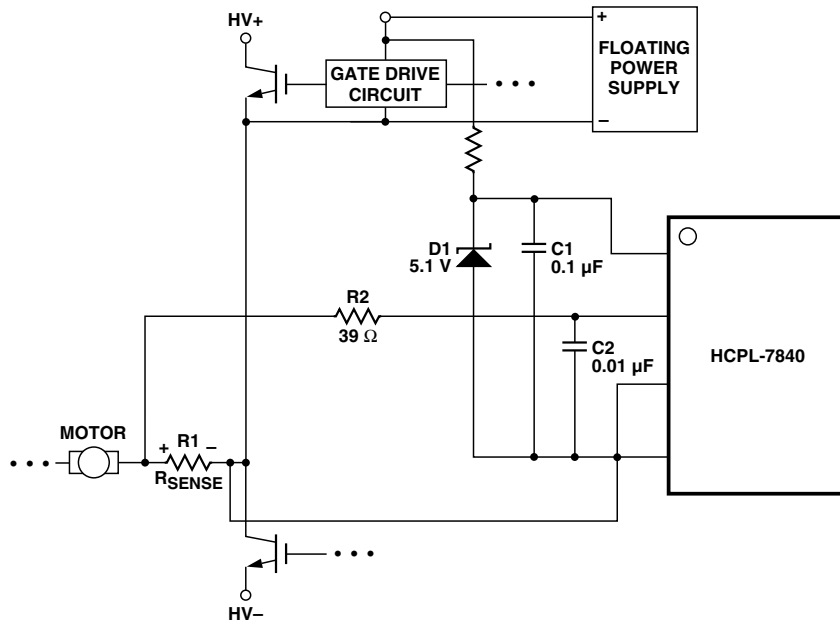 HV+
+
FLOATING
POWER
SUPPLY
–
GATE DRIVE
CIRCUIT
• • •
D1
5.1 V
C1
0.1 µF
R2
39 Ω
C2
0.01 µF
HCPL-7840
MOTOR
• • •
+ R1 –
RSENSE
• • •
HV–